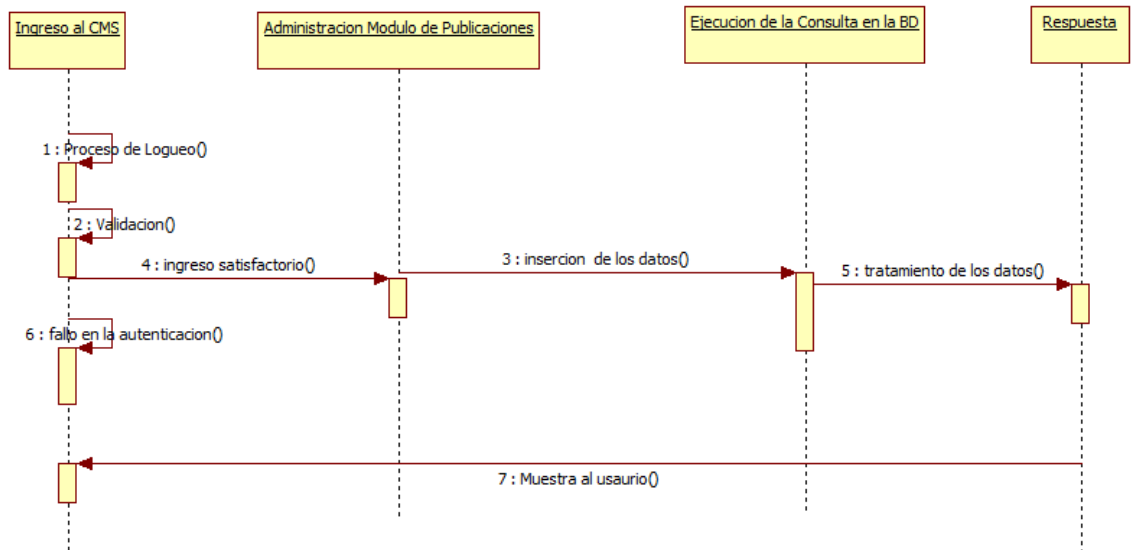 Ingreso al CMS
Administracion Modulo de Publicaciones
Ejecucion de la Consulta en la BD
Respuesta
1 : Proceso de Logueo()
2 : Validacion()
4 : ingreso satisfactorio()
3 : insercion de los datos()
5 : tratamiento de los datos()
6 : fallo en la autenticacion()
7 : Muestra al usaurio()